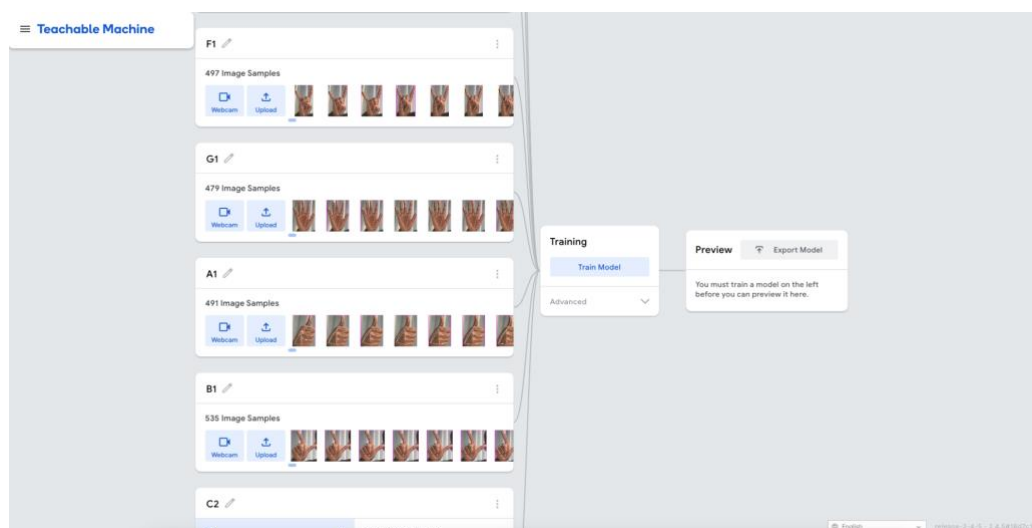 Teachable Machine
F1
497 Image Samples
Webcam
Upload
G1
479 Image Samples
Webcam
Upload
A1
491 Image Samples
Webcam
Upload
B1
535 Image Samples
Webcam
Upload
C2
Training
Train Model
Advanced
Preview
Export Model
You must train a model on the left
before you can preview it here.
English